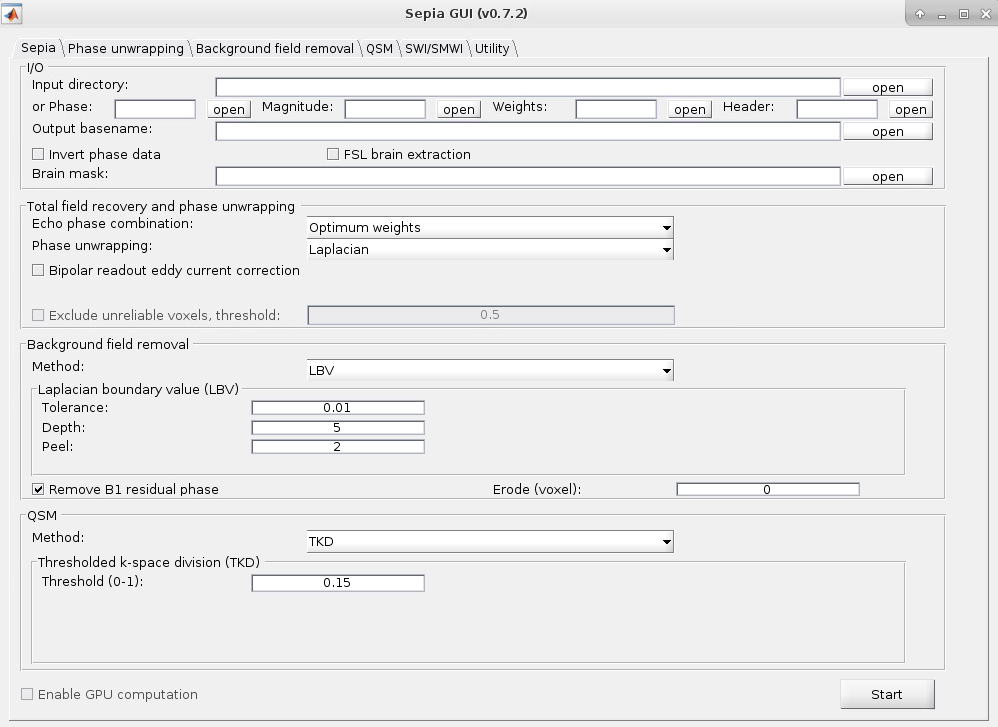 Sepia GUI (v0.7.2)
Sepia Phase unwrapping Background field removal QSM SWI/SMWI Utility
I/O
Input directory: open
or Phase: open Magnitude: open Weights: open Header: open
Output basename: open
Invert phase data FSL brain extraction
Brain mask: open
Total field recovery and phase unwrapping
Echo phase combination: Optimum weights
Phase unwrapping: Laplacian
Bipolar readout eddy current correction
Exclude unreliable voxels, threshold: 0.5
Background field removal
Method: LBV
Laplacian boundary value (LBV)
Tolerance: 0.01
Depth: 5
Peel: 2
Remove B1 residual phase Erode (voxel): 0
QSM
Method: TKD
Thresholded k-space division (TKD)
Threshold (0-1): 0.15
Enable GPU computation Start